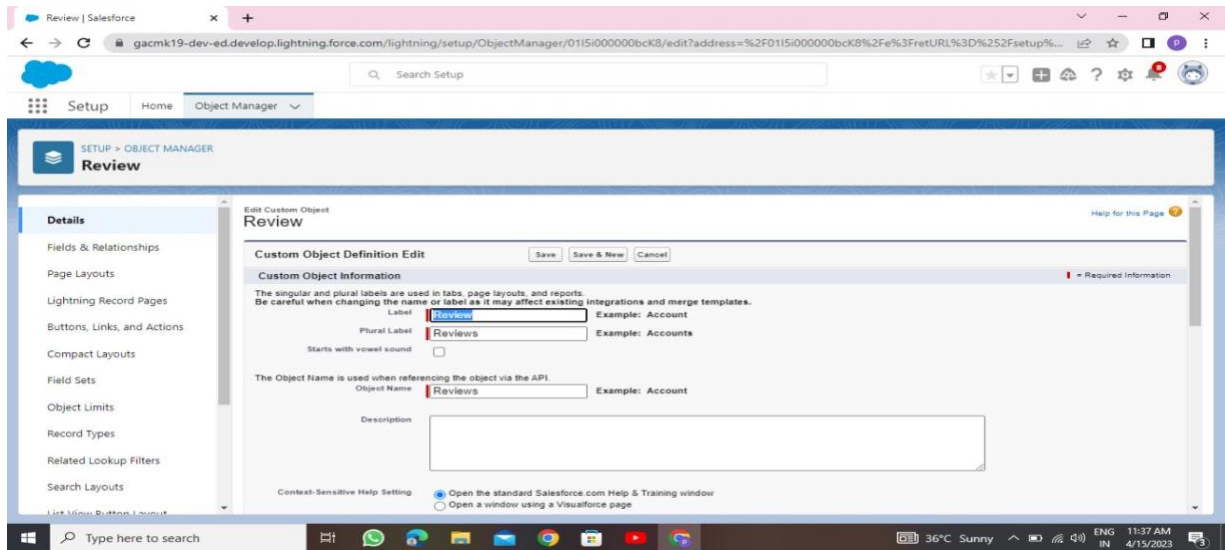 Review | Salesforce
gacmk19-dev-ed.develop.lightning.force.com/lightning/setup/ObjectManager/01I5i000000bcK8/edit?address=%2F01I5i000000bcK8%2Fe%3FretURL%3D%252Fsetup%...
P
Search Setup
8
Setup Home Object Manager
SETUP > OBJECT MANAGER
Review
Details
Fields & Relationships
Page Layouts
Lightning Record Pages
Buttons, Links, and Actions
Compact Layouts
Field Sets
Object Limits
Record Types
Related Lookup Filters
Search Layouts
List View Button Layout
Edit Custom Object
Review
Help for this Page
Custom Object Definition Edit Save Save & New Cancel
Custom Object Information = Required Information
The singular and plural labels are used in tabs, page layouts, and reports.
Be careful when changing the name or label as it may affect existing integrations and merge templates.
Label Review Example: Account
Plural Label Reviews Example: Accounts
Starts with vowel sound
The Object Name is used when referencing the object via the API.
Object Name Reviews Example: Account
Description
Context-Sensitive Help Setting Open the standard Salesforce.com Help & Training window
Open a window using a Visualforce page
Type here to search
36°C Sunny
ENG
IN
11:37 AM
4/15/2023
3